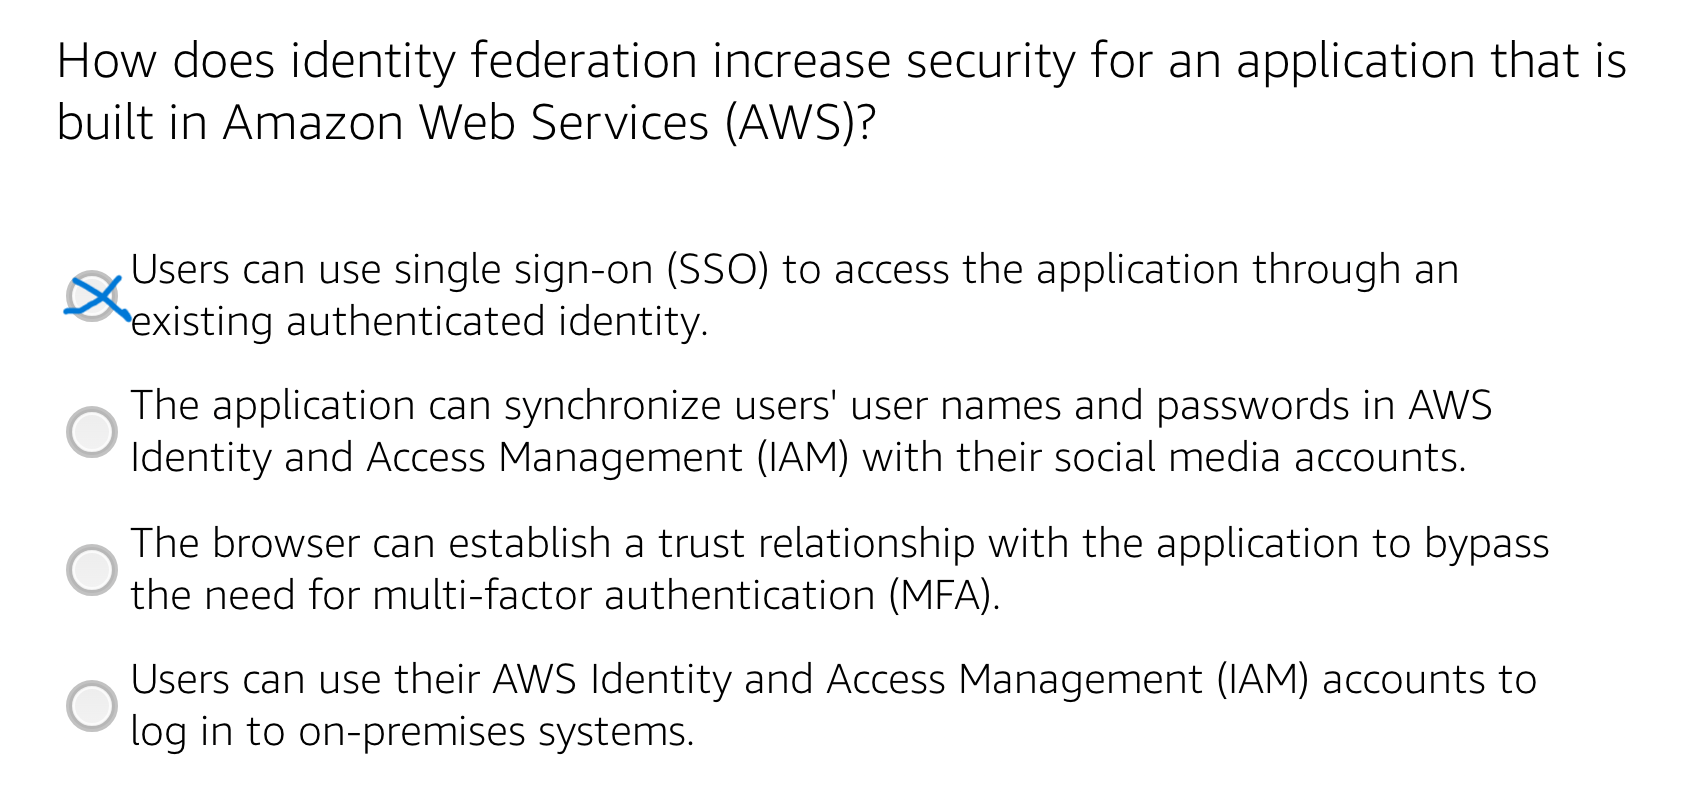 How does identity federation increase security for an application that is
built in Amazon Web Services (AWS)?
Users can use single sign-on (SSO) to access the application through an
existing authenticated identity.
The application can synchronize users' user names and passwords in AWS
Identity and Access Management (IAM) with their social media accounts.
The browser can establish a trust relationship with the application to bypass
the need for multi-factor authentication (MFA).
Users can use their AWS Identity and Access Management (IAM) accounts to
log in to on-premises systems.